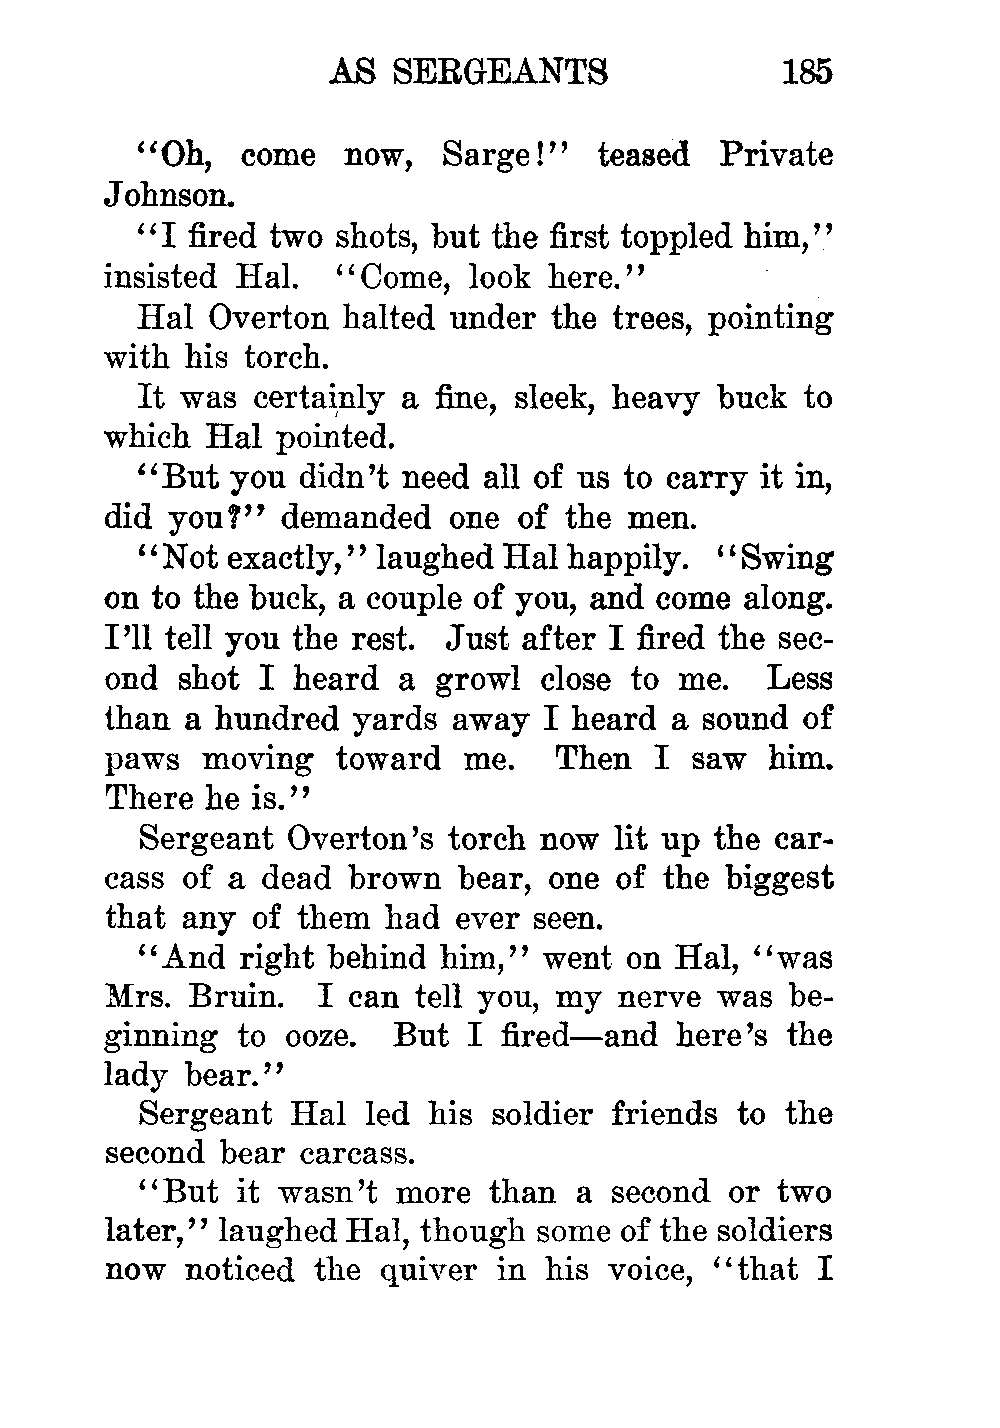 AS SERGEANTS 185
“Oh, come now, Sarge!” teased Private
Johnson.
“I fired two shots, but the first toppled him,”
insisted Hal. “Come, look here.”
Hal Overton halted under the trees, pointing
with his torch.
It was certainly a fine, sleek, heavy buck to
which Hal pointed.
“But you didn’t need all of us to carry it in,
did you?” demanded one of the men.
“Not exactly,” laughed Hal happily. “Swing
on to the buck, a couple of you, and come along.
I’ll tell you the rest. Just after I fired the sec-
ond shot I heard a growl close to me. Less
than a hundred yards away I heard a sound of
paws moving toward me. Then I saw him.
There he is.”
Sergeant Overton’s torch now lit up the car-
cass of a dead brown bear, one of the biggest
that any of them had ever seen.
“And right behind him,” went on Hal, “was
Mrs. Bruin. I can tell you, my nerve was be-
ginning to ooze. But I fired—and here’s the
lady bear.”
Sergeant Hal led his soldier friends to the
second bear carcass.
“But it wasn’t more than a second or two
later,” laughed Hal, though some of the soldiers
now noticed the quiver in his voice, “that I